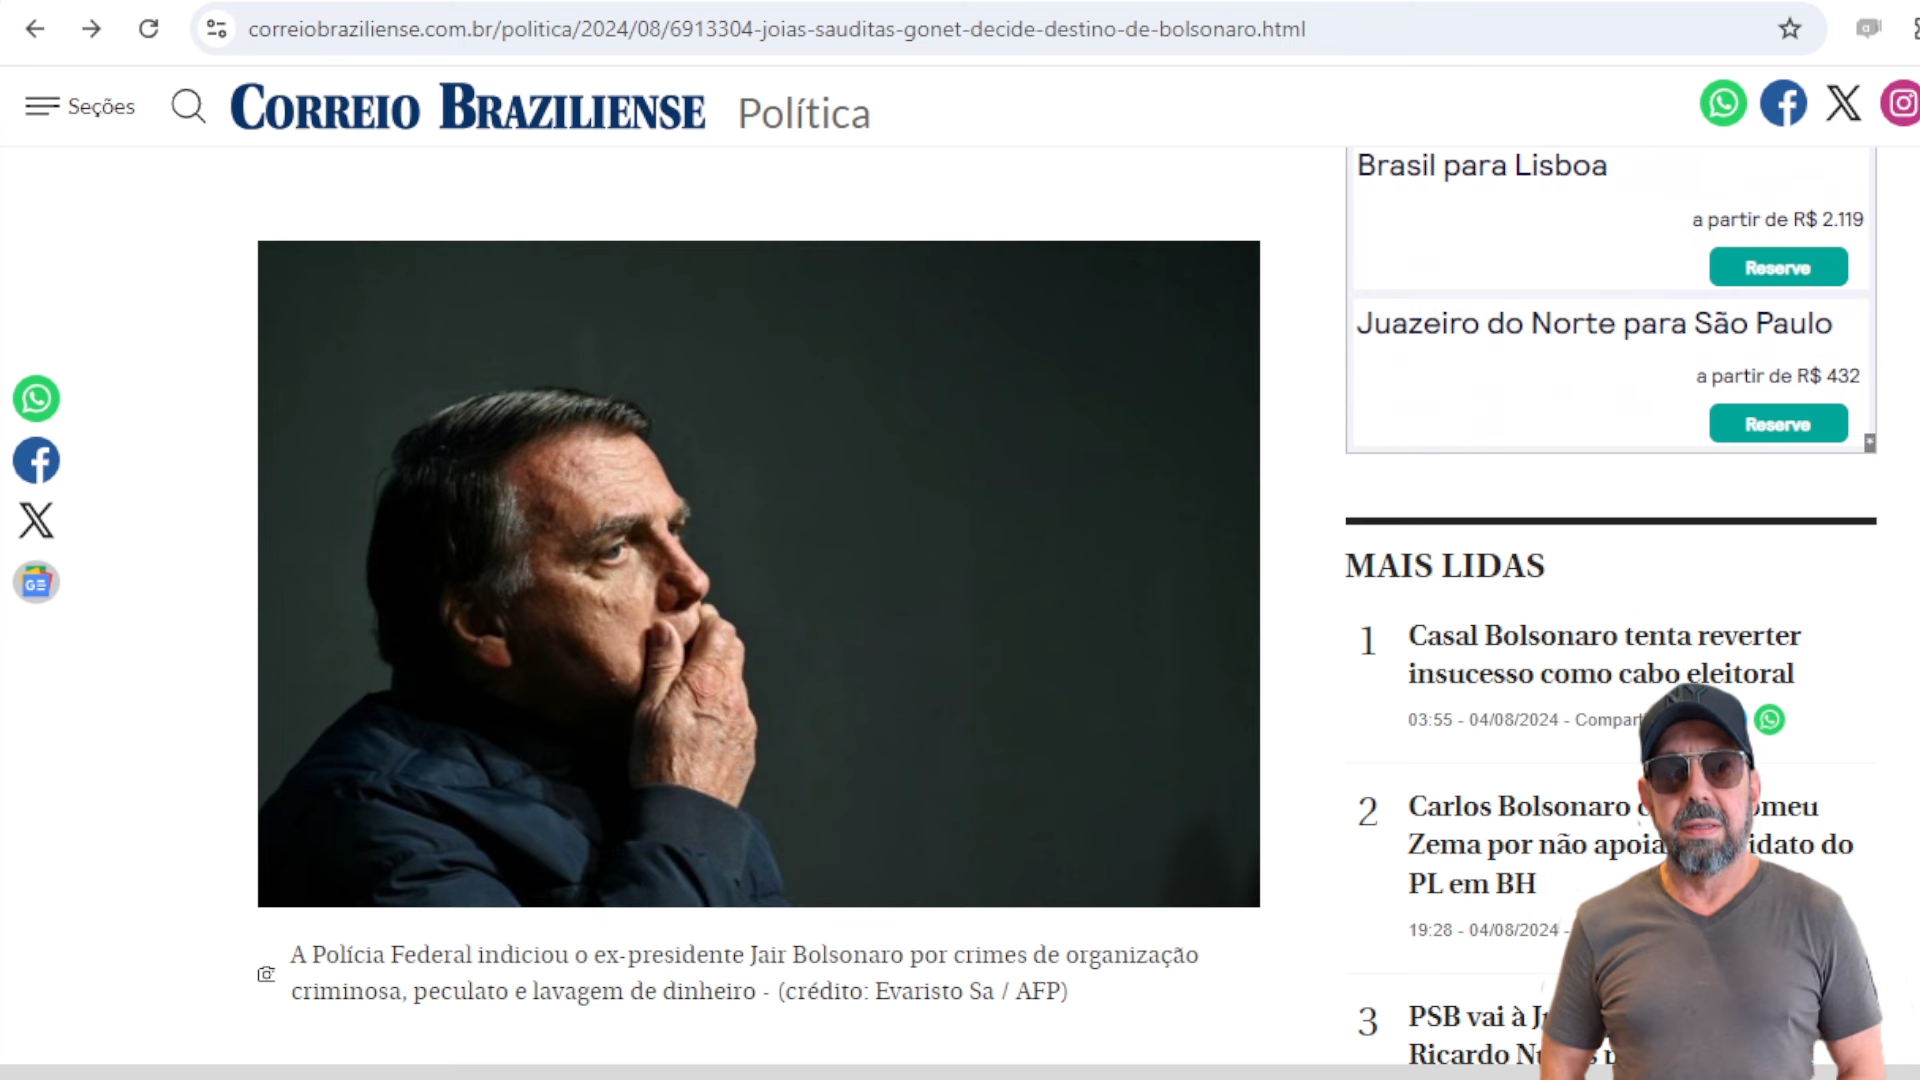 correiobraziliense.com.br/politica/2024/08/6913304-joias-sauditas-gonet-decide-destino-de-bolsonaro.html
Seções
CORREIO BRAZILIENSE
Política
Brasil para Lisboa
a partir de R$ 2.119
Reserve
Juazeiro do Norte para São Paulo
a partir de R$ 432
Reserve
A Polícia Federal indiciou o ex-presidente Jair Bolsonaro por crimes de organização
criminosa, peculato e lavagem de dinheiro - (crédito: Evaristo Sa / AFP)
MAIS LIDAS
1
Casal Bolsonaro tenta reverter
insucesso como cabo eleitoral
03:55 - 04/08/2024 -
2
Carlos Bolsonaro
Zema por não do
PL em BH
19:28 - 04/08/2024 -
3
PSB vai à
Ricardo